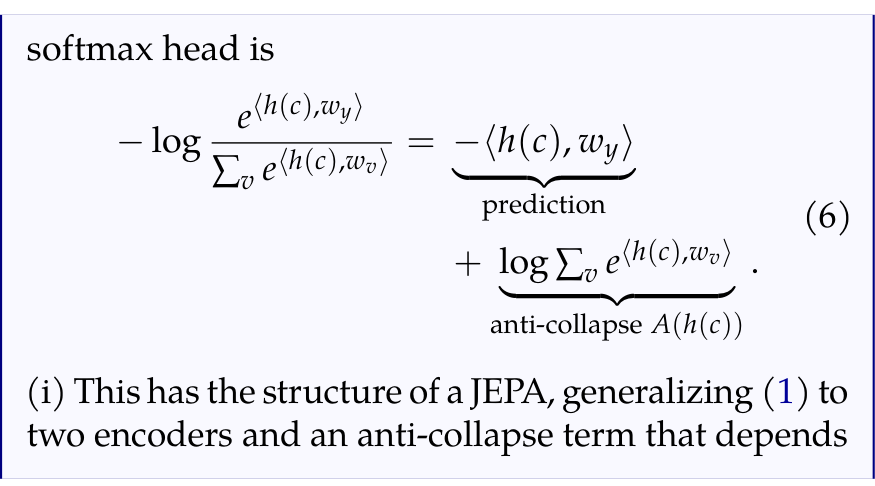 softmax head is
− log e^{⟨h(c),w_y⟩} / ∑_v e^{⟨h(c),w_v⟩} = −⟨h(c), w_y⟩
prediction
(6)
+ log ∑_v e^{⟨h(c),w_v⟩} .
anti-collapse A(h(c))
(i) This has the structure of a JEPA, generalizing (1) to
two encoders and an anti-collapse term that depends